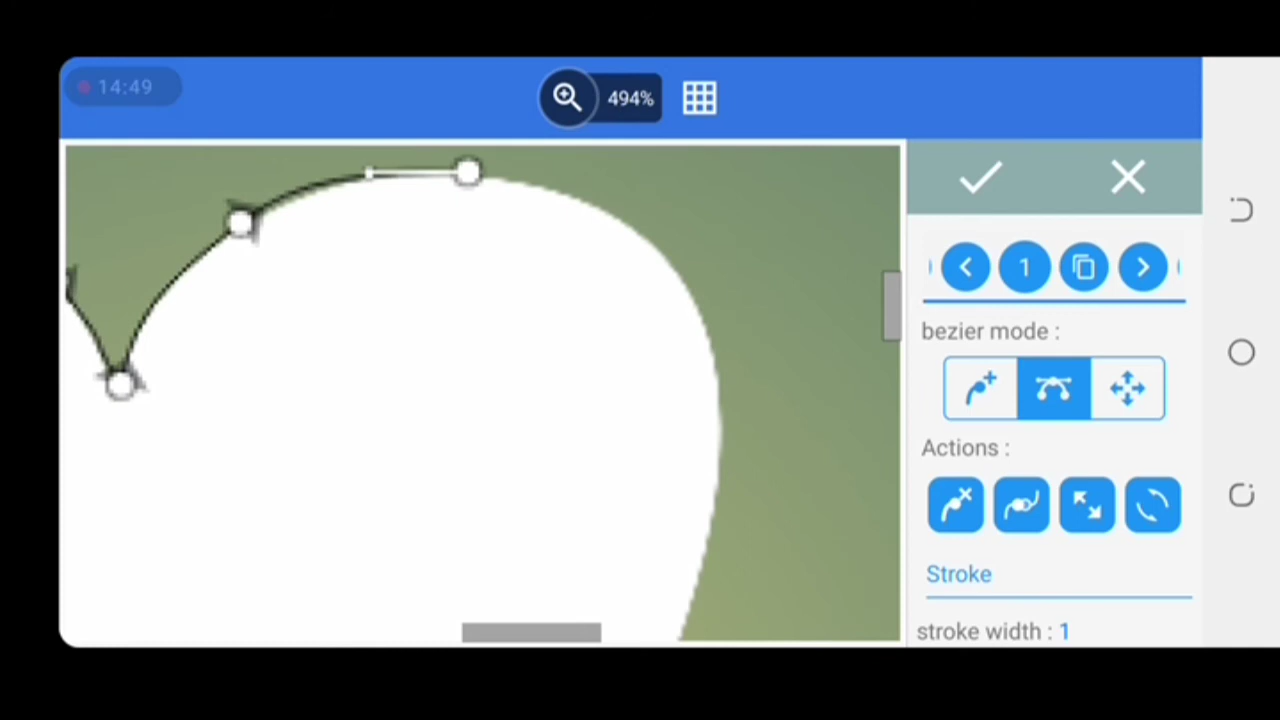 14:49
494%
1
bezier mode :
Actions :
Stroke
stroke width : 1